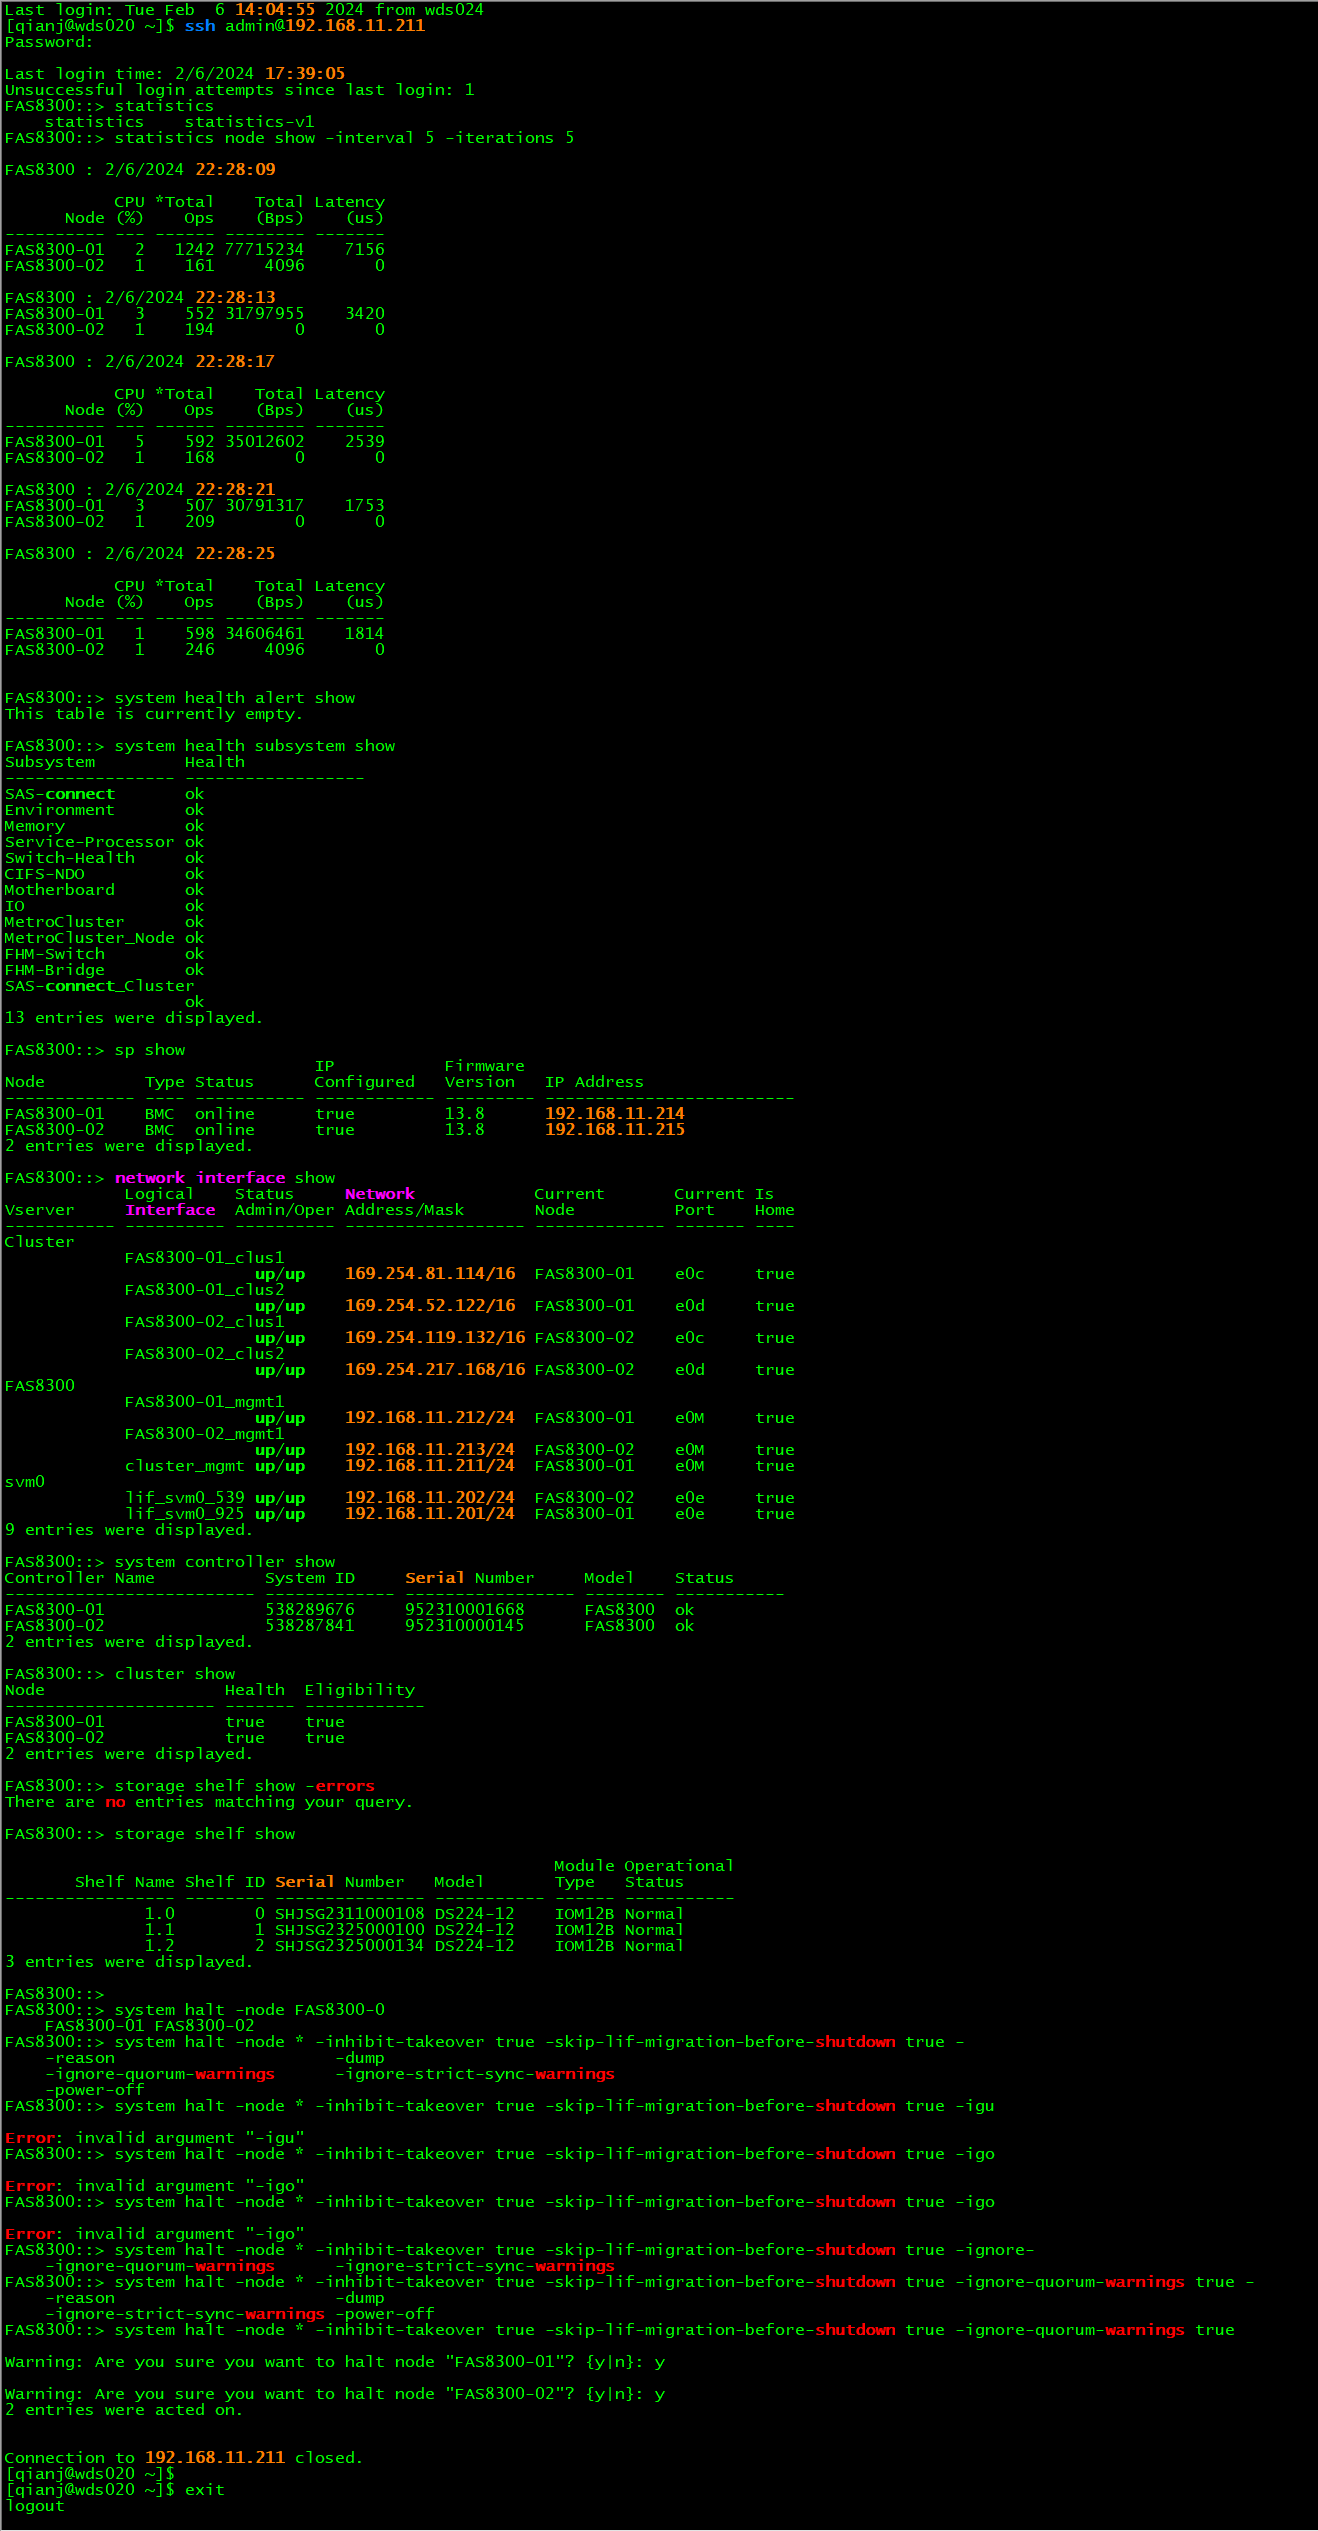 Last login: Tue Feb  6 14:04:55 2024 from wds024
[qianj@wds020 ~]$ ssh admin@192.168.11.211
Password:

Last login time: 2/6/2024 17:39:05
Unsuccessful login attempts since last login: 1
FAS8300::> statistics
    statistics    statistics-v1
FAS8300::> statistics node show -interval 5 -iterations 5

FAS8300 : 2/6/2024 22:28:09

           CPU *Total    Total Latency
      Node (%)    Ops    (Bps)    (us)
---------- --- ------ -------- -------
FAS8300-01   2   1242 77715234    7156
FAS8300-02   1    161     4096       0

FAS8300 : 2/6/2024 22:28:13
FAS8300-01   3    552 31797955    3420
FAS8300-02   1    194        0       0

FAS8300 : 2/6/2024 22:28:17

           CPU *Total    Total Latency
      Node (%)    Ops    (Bps)    (us)
---------- --- ------ -------- -------
FAS8300-01   5    592 35012602    2539
FAS8300-02   1    168        0       0

FAS8300 : 2/6/2024 22:28:21
FAS8300-01   3    507 30791317    1753
FAS8300-02   1    209        0       0

FAS8300 : 2/6/2024 22:28:25

           CPU *Total    Total Latency
      Node (%)    Ops    (Bps)    (us)
---------- --- ------ -------- -------
FAS8300-01   1    598 34606461    1814
FAS8300-02   1    246     4096       0


FAS8300::> system health alert show
This table is currently empty.

FAS8300::> system health subsystem show
Subsystem         Health
----------------- ------------------
SAS-connect       ok
Environment       ok
Memory            ok
Service-Processor ok
Switch-Health     ok
CIFS-NDO          ok
Motherboard       ok
IO                ok
MetroCluster      ok
MetroCluster_Node ok
FHM-Switch        ok
FHM-Bridge        ok
SAS-connect_Cluster
                  ok
13 entries were displayed.

FAS8300::> sp show
                               IP           Firmware
Node          Type Status      Configured   Version   IP Address
------------- ---- ----------- ------------ --------- -------------------------
FAS8300-01    BMC  online      true         13.8      192.168.11.214
FAS8300-02    BMC  online      true         13.8      192.168.11.215
2 entries were displayed.

FAS8300::> network interface show
            Logical    Status     Network            Current       Current Is
Vserver     Interface  Admin/Oper Address/Mask       Node          Port    Home
----------- ---------- ---------- ------------------ ------------- ------- ----
Cluster
            FAS8300-01_clus1
                         up/up    169.254.81.114/16  FAS8300-01    e0c     true
            FAS8300-01_clus2
                         up/up    169.254.52.122/16  FAS8300-01    e0d     true
            FAS8300-02_clus1
                         up/up    169.254.119.132/16 FAS8300-02    e0c     true
            FAS8300-02_clus2
                         up/up    169.254.217.168/16 FAS8300-02    e0d     true
FAS8300
            FAS8300-01_mgmt1
                         up/up    192.168.11.212/24  FAS8300-01    e0M     true
            FAS8300-02_mgmt1
                         up/up    192.168.11.213/24  FAS8300-02    e0M     true
            cluster_mgmt up/up    192.168.11.211/24  FAS8300-01    e0M     true
svm0
            lif_svm0_539 up/up    192.168.11.202/24  FAS8300-02    e0e     true
            lif_svm0_925 up/up    192.168.11.201/24  FAS8300-01    e0e     true
9 entries were displayed.

FAS8300::> system controller show
Controller Name           System ID     Serial Number     Model    Status
------------------------- ------------- ----------------- -------- -----------
FAS8300-01                538289676     952310001668      FAS8300  ok
FAS8300-02                538287841     952310000145      FAS8300  ok
2 entries were displayed.

FAS8300::> cluster show
Node                  Health  Eligibility
--------------------- ------- ------------
FAS8300-01            true    true
FAS8300-02            true    true
2 entries were displayed.

FAS8300::> storage shelf show -errors
There are no entries matching your query.

FAS8300::> storage shelf show

                                                       Module Operational
       Shelf Name Shelf ID Serial Number   Model       Type   Status
----------------- -------- --------------- ----------- ------ -----------
              1.0        0 SHJSG2311000108 DS224-12    IOM12B Normal
              1.1        1 SHJSG2325000100 DS224-12    IOM12B Normal
              1.2        2 SHJSG2325000134 DS224-12    IOM12B Normal
3 entries were displayed.

FAS8300::>
FAS8300::> system halt -node FAS8300-0
    FAS8300-01 FAS8300-02
FAS8300::> system halt -node * -inhibit-takeover true -skip-lif-migration-before-shutdown true -
    -reason                      -dump
    -ignore-quorum-warnings      -ignore-strict-sync-warnings
    -power-off
FAS8300::> system halt -node * -inhibit-takeover true -skip-lif-migration-before-shutdown true -igu

Error: invalid argument "-igu"
FAS8300::> system halt -node * -inhibit-takeover true -skip-lif-migration-before-shutdown true -igo

Error: invalid argument "-igo"
FAS8300::> system halt -node * -inhibit-takeover true -skip-lif-migration-before-shutdown true -igo

Error: invalid argument "-igo"
FAS8300::> system halt -node * -inhibit-takeover true -skip-lif-migration-before-shutdown true -ignore-
    -ignore-quorum-warnings      -ignore-strict-sync-warnings
FAS8300::> system halt -node * -inhibit-takeover true -skip-lif-migration-before-shutdown true -ignore-quorum-warnings true -
    -reason                      -dump
    -ignore-strict-sync-warnings -power-off
FAS8300::> system halt -node * -inhibit-takeover true -skip-lif-migration-before-shutdown true -ignore-quorum-warnings true

Warning: Are you sure you want to halt node "FAS8300-01"? {y|n}: y

Warning: Are you sure you want to halt node "FAS8300-02"? {y|n}: y
2 entries were acted on.


Connection to 192.168.11.211 closed.
[qianj@wds020 ~]$
[qianj@wds020 ~]$ exit
logout